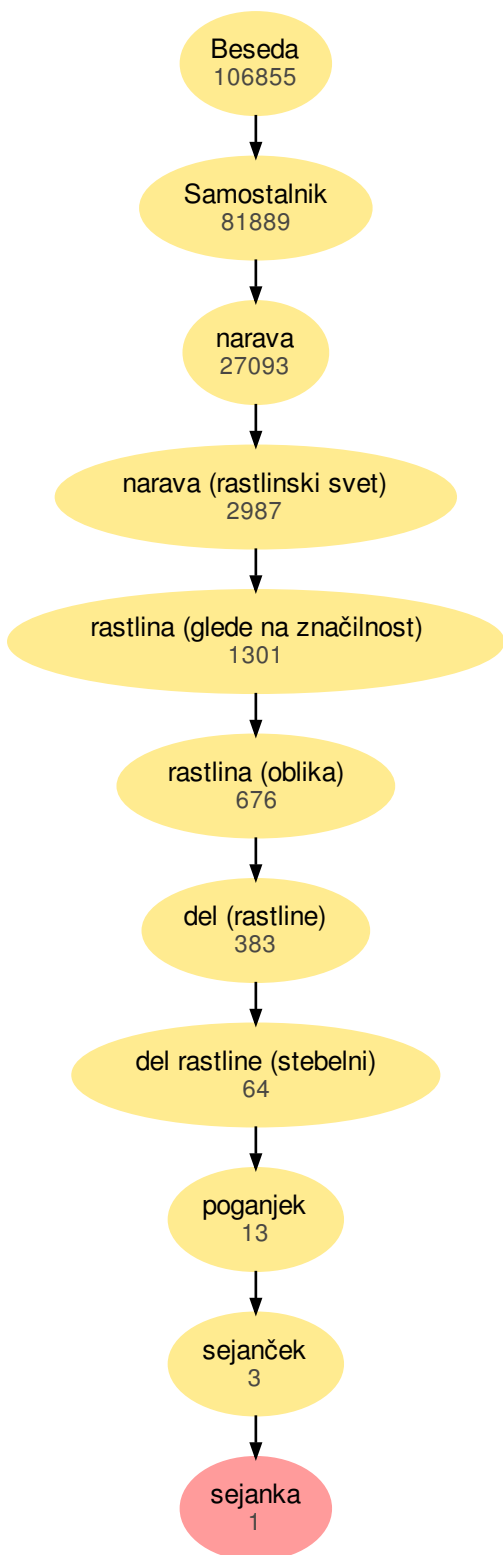 Beseda
106855
Samostalnik
81889
narava
27093
narava (rastlinski svet)
2987
rastlina (glede na značilnost)
1301
rastlina (oblika)
676
del (rastline)
383
del rastline (stebelni)
64
poganjek
13
sejanček
3
sejanka
1